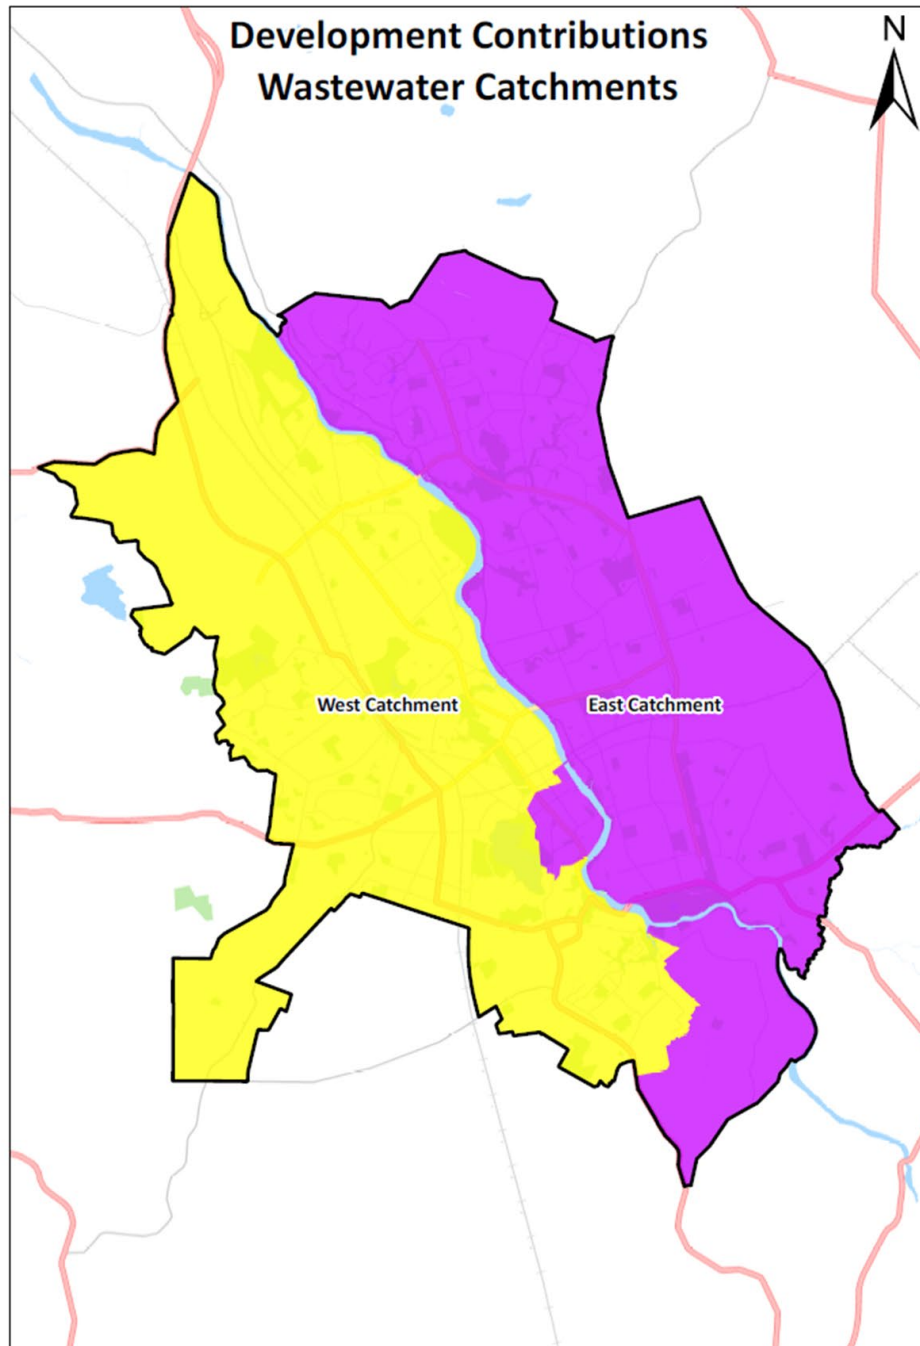 Development Contributions
Wastewater Catchments
N
West Catchment
East Catchment